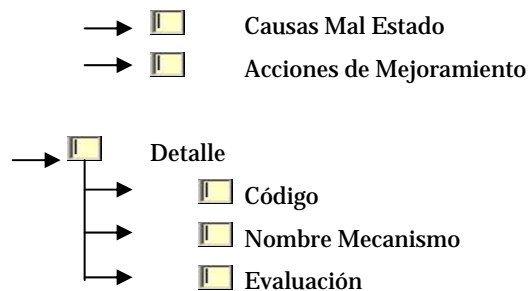 Causas Mal Estado
Acciones de Mejoramiento
Detalle
Código
Nombre Mecanismo
Evaluación